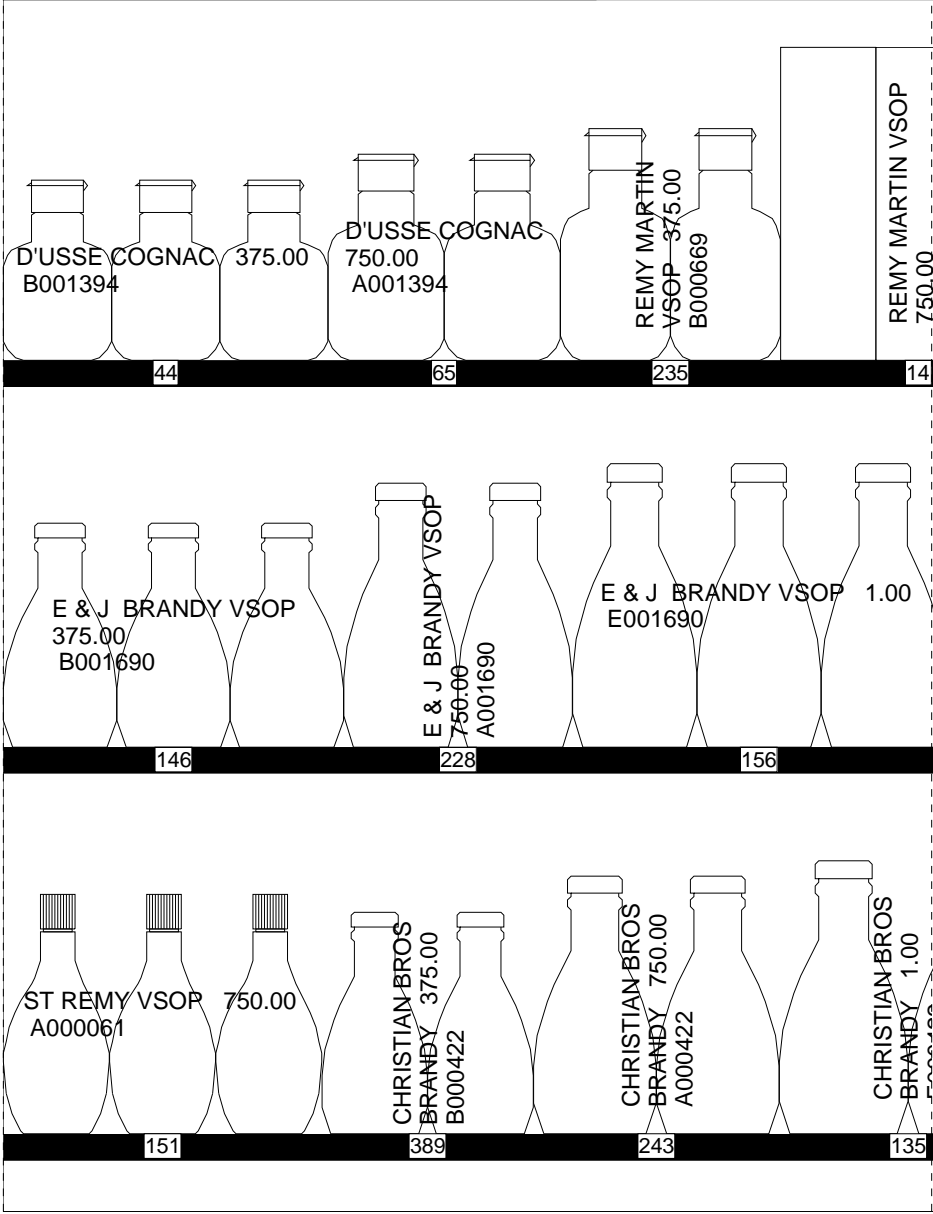 D'USSE COGNAC 375.00
B001394
D'USSE COGNAC
750.00
A001394
REMY MARTIN
VSOP 375.00
B000669
REMY MARTIN VSOP
750.00
44
65
235
14
E & J BRANDY VSOP
375.00
B001690
E & J BRANDY VSOP
750.00
A001690
E & J BRANDY VSOP 1.00
E001690
146
228
156
ST REMY VSOP 750.00
A000061
CHRISTIAN BROS
BRANDY 375.00
B000422
CHRISTIAN BROS
BRANDY 750.00
A000422
CHRISTIAN BROS
BRANDY 1.00
151
389
243
135